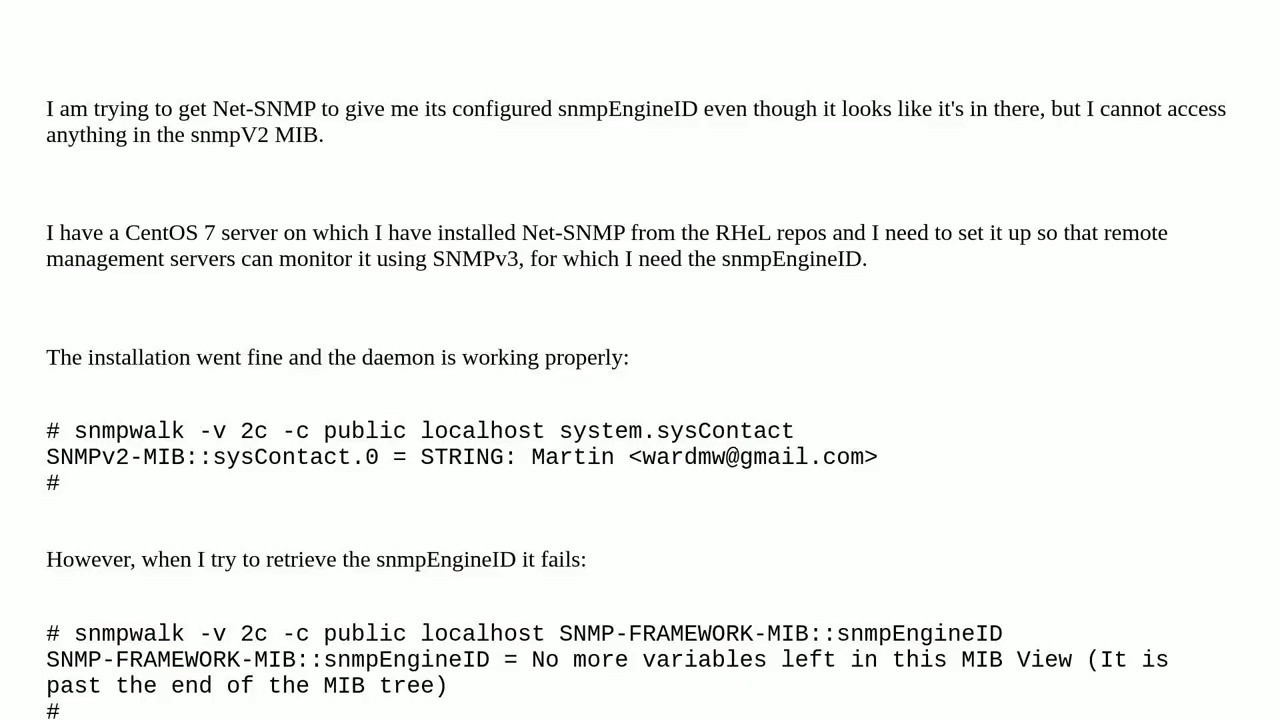 I am trying to get Net-SNMP to give me its configured snmpEngineID even though it looks like it's in there, but I cannot access
anything in the snmpV2 MIB.
I have a CentOS 7 server on which I have installed Net-SNMP from the RHeL repos and I need to set it up so that remote
management servers can monitor it using SNMPv3, for which I need the snmpEngineID.
The installation went fine and the daemon is working properly:
# snmpwalk -v 2c -c public localhost system.sysContact
SNMPv2-MIB::sysContact.0 = STRING: Martin <wardmw@gmail.com>
#
However, when I try to retrieve the snmpEngineID it fails:
# snmpwalk -v 2c -c public localhost SNMP-FRAMEWORK-MIB::snmpEngineID
SNMP-FRAMEWORK-MIB::snmpEngineID = No more variables left in this MIB View (It is
past the end of the MIB tree)
#